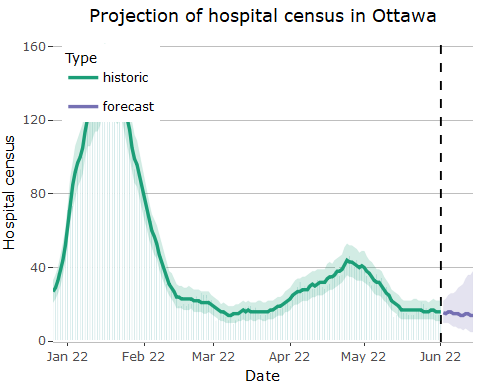 Projection of hospital census in Ottawa
Type
historic
forecast
Hospital census
160
120
80
40
0
Jan 22
Feb 22
Mar 22
Apr 22
May 22
Jun 22
Date